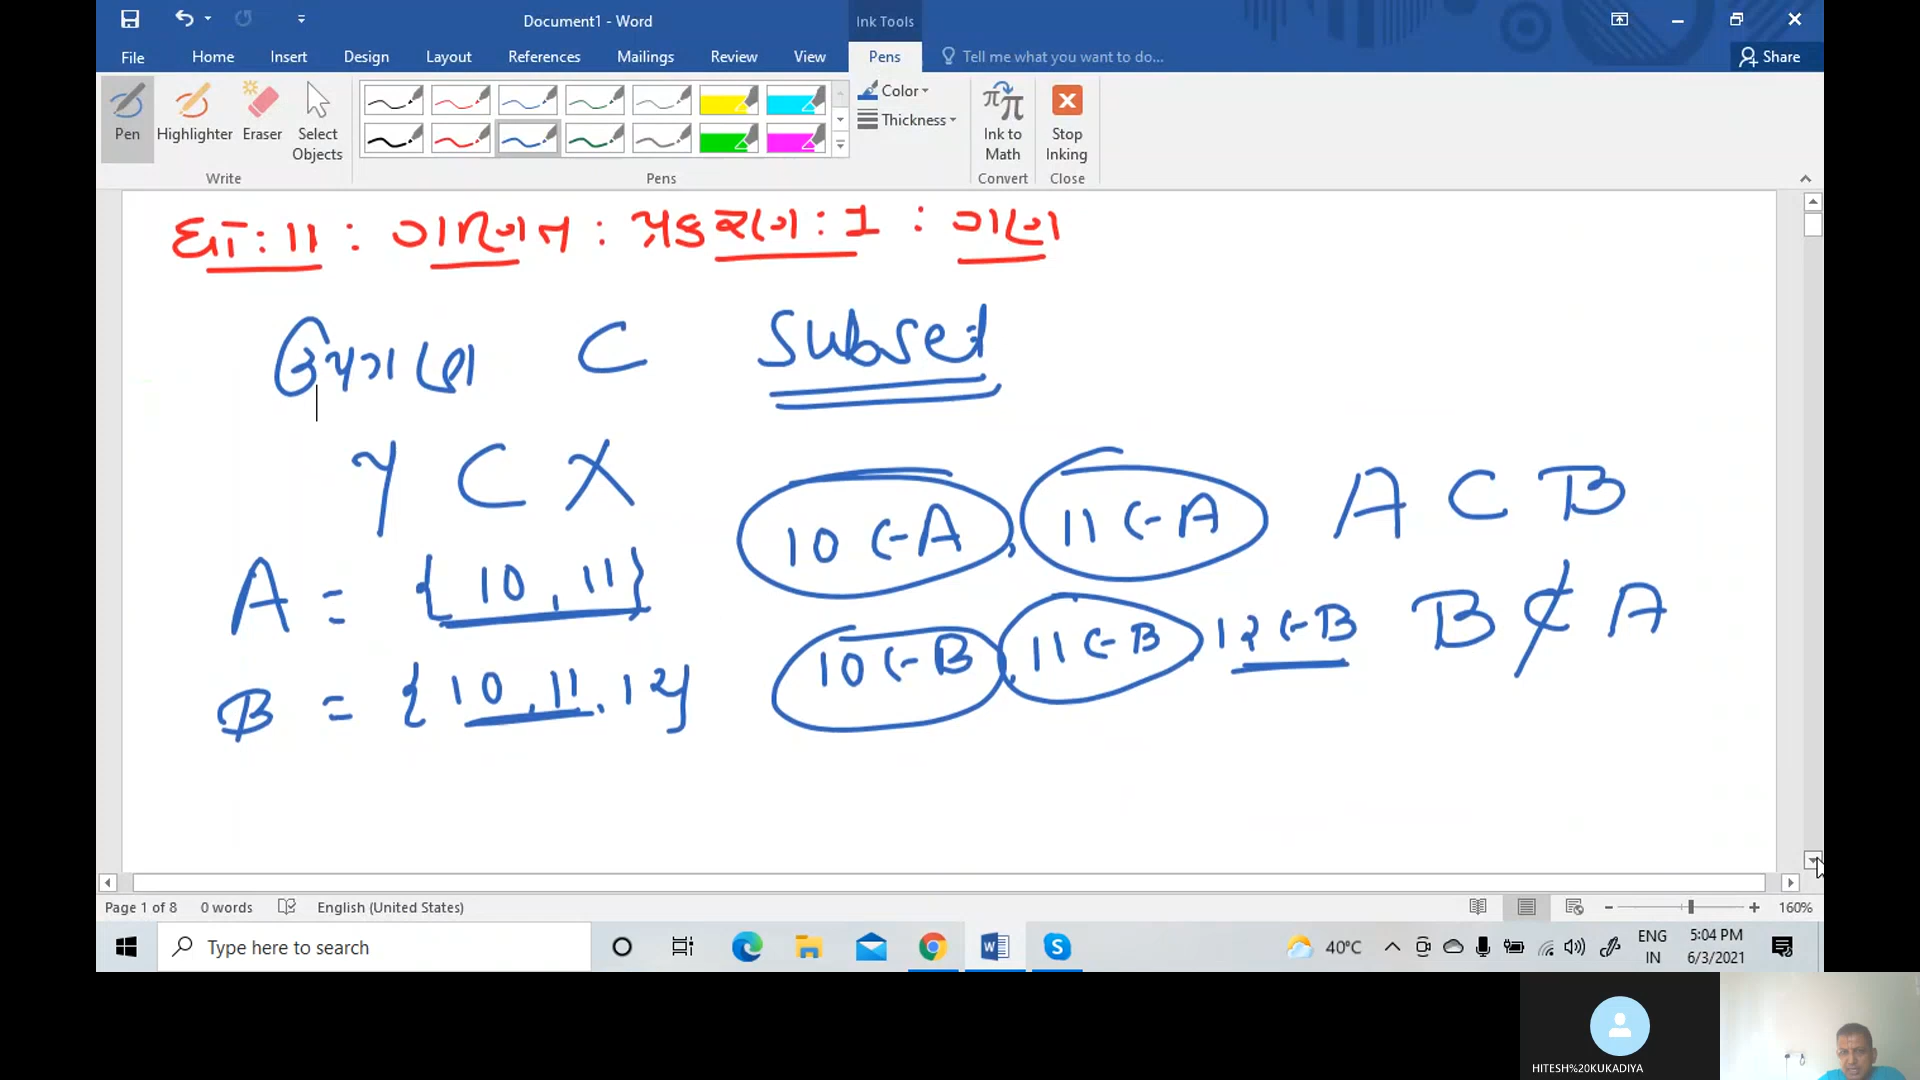 Document1 - Word
Ink Tools
File Home Insert Design Layout References Mailings Review View Pens Tell me what you want to do... Share
Pen Highlighter Eraser Select Objects Color Thickness Ink to Math Stop Inking
Write Pens Convert Close
ધો : 11 : ગણિત : પ્રકરણ : 1 : ગણ
ઉપગણ ⊂ Subset
Y ⊂ X
10 ∈ A , 11 ∈ A A ⊂ B
A = { 10 , 11 }
10 ∈ B , 11 ∈ B 12 ∈ B B ⊄ A
B = { 10 , 11 , 12 }
Page 1 of 8 0 words English (United States) 160%
Type here to search 40°C ENG IN 5:04 PM 6/3/2021
HITESH%20KUKADIYA